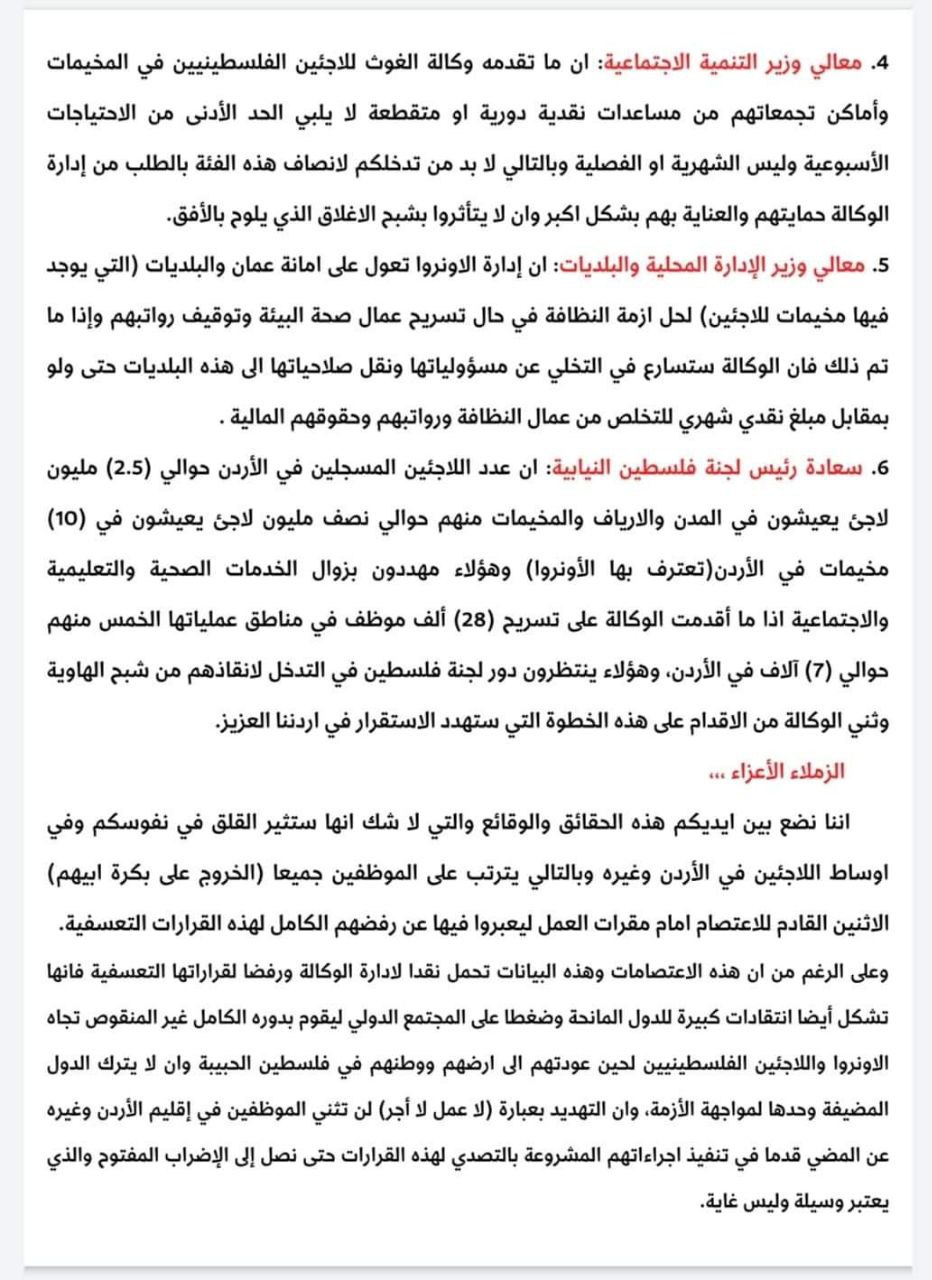 4. معالي وزير التنمية الاجتماعية: ان ما تقدمه وكالة الغوث للاجئين الفلسطينيين في المخيمات
وأماكن تجمعاتهم من مساعدات نقدية دورية او متقطعة لا يلبي الحد الأدنى من الاحتياجات
الأسبوعية وليس الشهرية او الفصلية وبالتالي لا بد من تدخلكم لانصاف هذه الفئة بالطلب من إدارة
الوكالة حمايتهم والعناية بهم بشكل اكبر وان لا يتأثروا بشبح الاغلاق الذي يلوح بالأفق.
5. معالي وزير الإدارة المحلية والبلديات: ان إدارة الاونروا تعول على امانة عمان والبلديات (التي يوجد
فيها مخيمات للاجئين) لحل ازمة النظافة في حال تسريح عمال صحة البيئة وتوقيف رواتبهم وإذا ما
تم ذلك فان الوكالة ستسارع في التخلي عن مسؤولياتها ونقل صلاحياتها الى هذه البلديات حتى ولو
بمقابل مبلغ نقدي شهري للتخلص من عمال النظافة ورواتبهم وحقوقهم المالية .
6. سعادة رئيس لجنة فلسطين النيابية: ان عدد اللاجئين المسجلين في الأردن حوالي (2.5) مليون
لاجئ يعيشون في المدن والارياف والمخيمات منهم حوالي نصف مليون لاجئ يعيشون في (10)
مخيمات في الأردن(تعترف بها الأونروا) وهؤلاء مهددون بزوال الخدمات الصحية والتعليمية
والاجتماعية اذا ما أقدمت الوكالة على تسريح (28) ألف موظف في مناطق عملياتها الخمس منهم
حوالي (7) آلاف في الأردن، وهؤلاء ينتظرون دور لجنة فلسطين في التدخل لانقاذهم من شبح الهاوية
وثني الوكالة من الاقدام على هذه الخطوة التي ستهدد الاستقرار في اردننا العزيز.
الزملاء الأعزاء ،،،
اننا نضع بين ايديكم هذه الحقائق والوقائع والتي لا شك انها ستثير القلق في نفوسكم وفي
اوساط اللاجئين في الأردن وغيره وبالتالي يترتب على الموظفين جميعا (الخروج على بكرة ابيهم)
الاثنين القادم للاعتصام امام مقرات العمل ليعبروا فيها عن رفضهم الكامل لهذه القرارات التعسفية.
وعلى الرغم من ان هذه الاعتصامات وهذه البيانات تحمل نقدا لادارة الوكالة ورفضا لقراراتها التعسفية فانها
تشكل أيضا انتقادات كبيرة للدول المانحة وضغطا على المجتمع الدولي ليقوم بدوره الكامل غير المنقوص تجاه
الاونروا واللاجئين الفلسطينيين لحين عودتهم الى ارضهم ووطنهم في فلسطين الحبيبة وان لا يترك الدول
المضيفة وحدها لمواجهة الأزمة، وان التهديد بعبارة (لا عمل لا أجر) لن تثني الموظفين في إقليم الأردن وغيره
عن المضي قدما في تنفيذ اجراءاتهم المشروعة بالتصدي لهذه القرارات حتى نصل إلى الإضراب المفتوح والذي
يعتبر وسيلة وليس غاية.